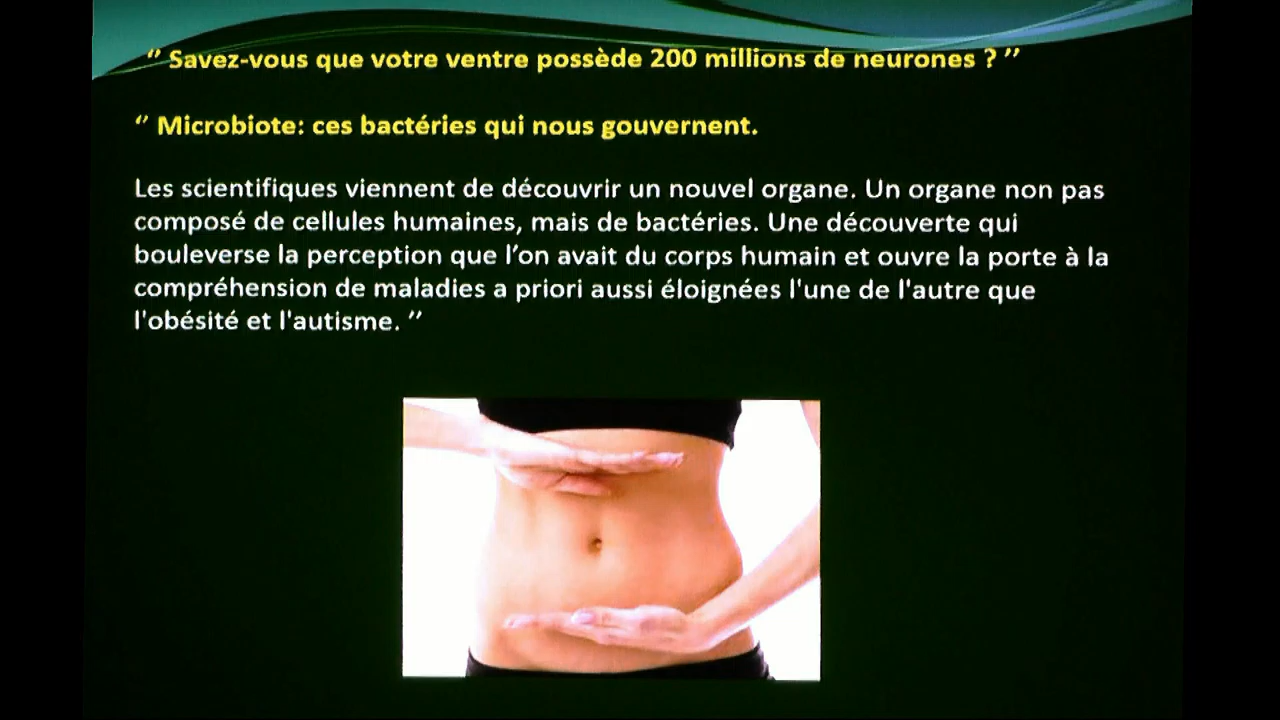 ‘’ Savez-vous que votre ventre possède 200 millions de neurones ? ’’
‘’ Microbiote: ces bactéries qui nous gouvernent.
Les scientifiques viennent de découvrir un nouvel organe. Un organe non pas
composé de cellules humaines, mais de bactéries. Une découverte qui
bouleverse la perception que l’on avait du corps humain et ouvre la porte à la
compréhension de maladies a priori aussi éloignées l'une de l'autre que
l'obésité et l'autisme. ’’